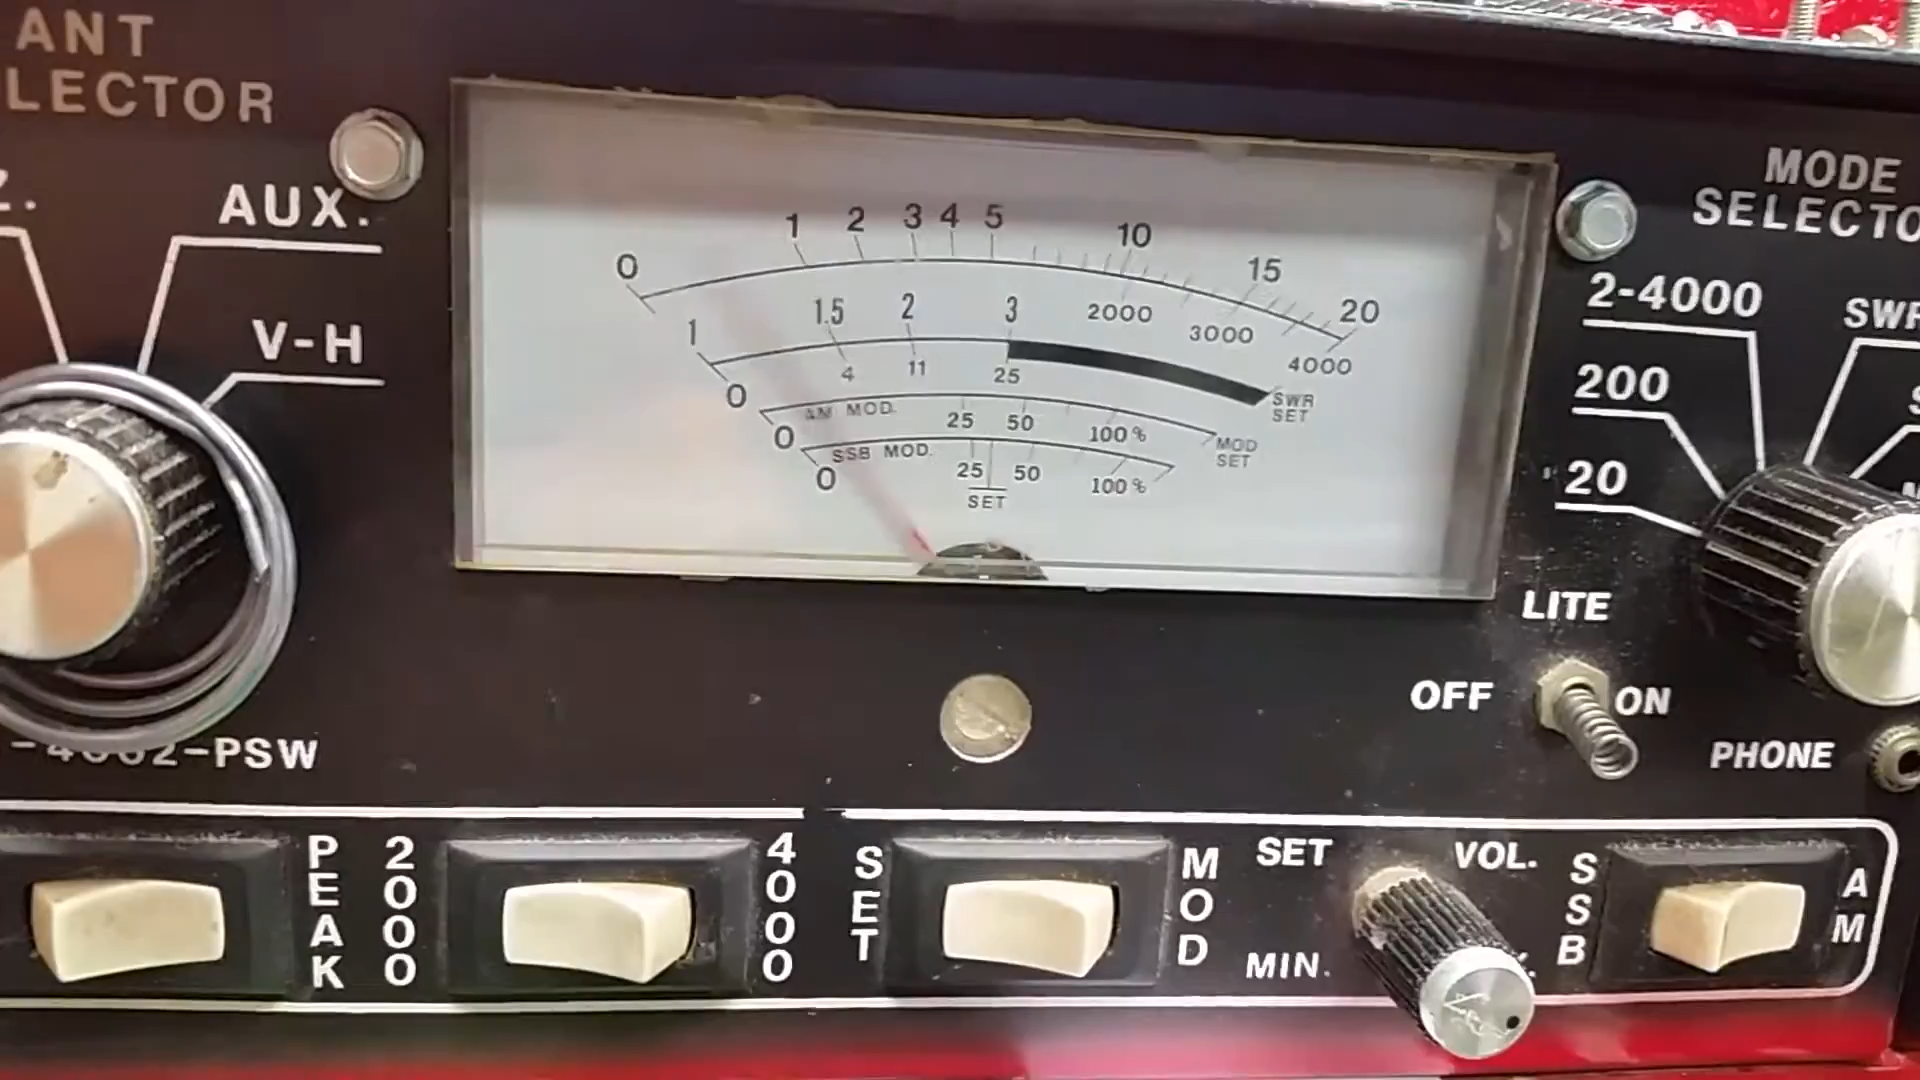 ANT
LECTOR
Z.
AUX.
V-H
-PSW
0 1 2 3 4 5 10 15 20
1 1.5 2 3 2000 3000 4000
0 4 11 25 SWR SET
0 AM MOD. 25 50 100% MOD SET
0 SSB MOD. 25 50 100%
SET
MODE
SELECTO
2-4000
SWR
200
20
LITE
OFF ON
PHONE
PEAK
2000
4000
SET
MOD
SET VOL.
MIN.
SSB
AM